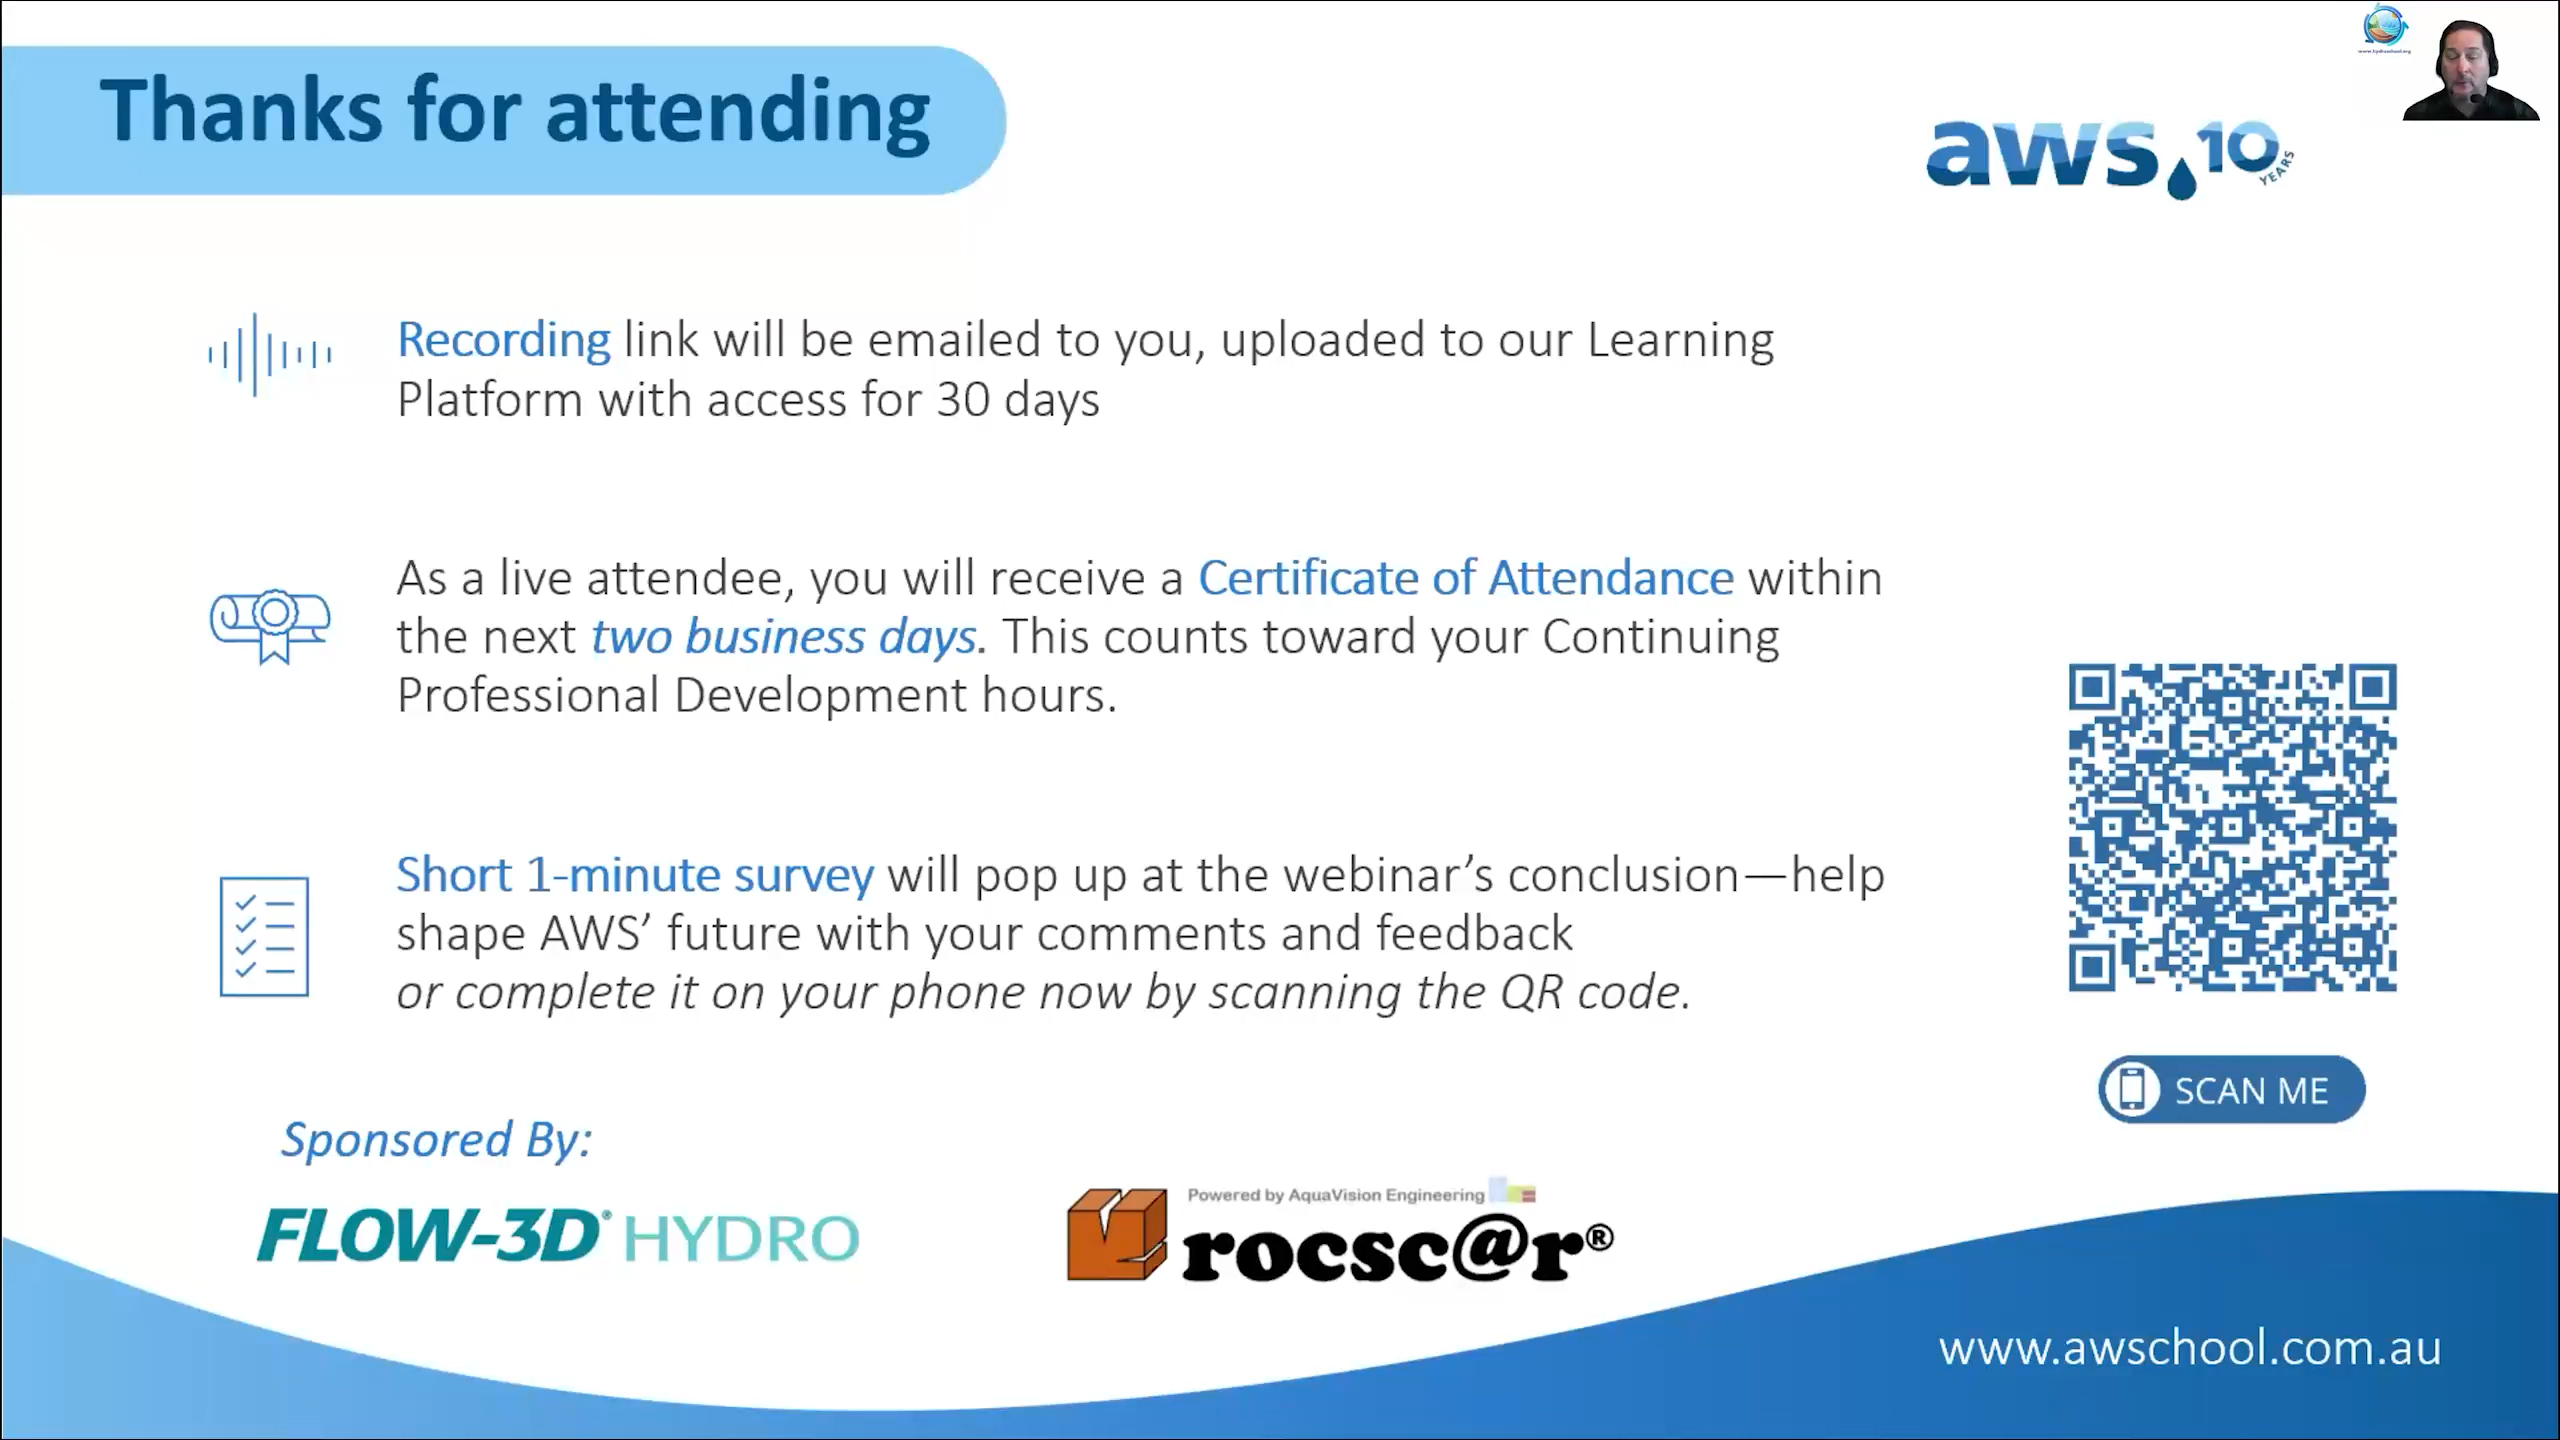 Thanks for attending
aws 10
YEARS
Recording link will be emailed to you, uploaded to our Learning
Platform with access for 30 days
As a live attendee, you will receive a Certificate of Attendance within
the next two business days. This counts toward your Continuing
Professional Development hours.
Short 1-minute survey will pop up at the webinar’s conclusion—help
shape AWS’ future with your comments and feedback
or complete it on your phone now by scanning the QR code.
SCAN ME
Sponsored By:
FLOW-3D® HYDRO
Powered by AquaVision Engineering
rocsc@r®
www.awschool.com.au